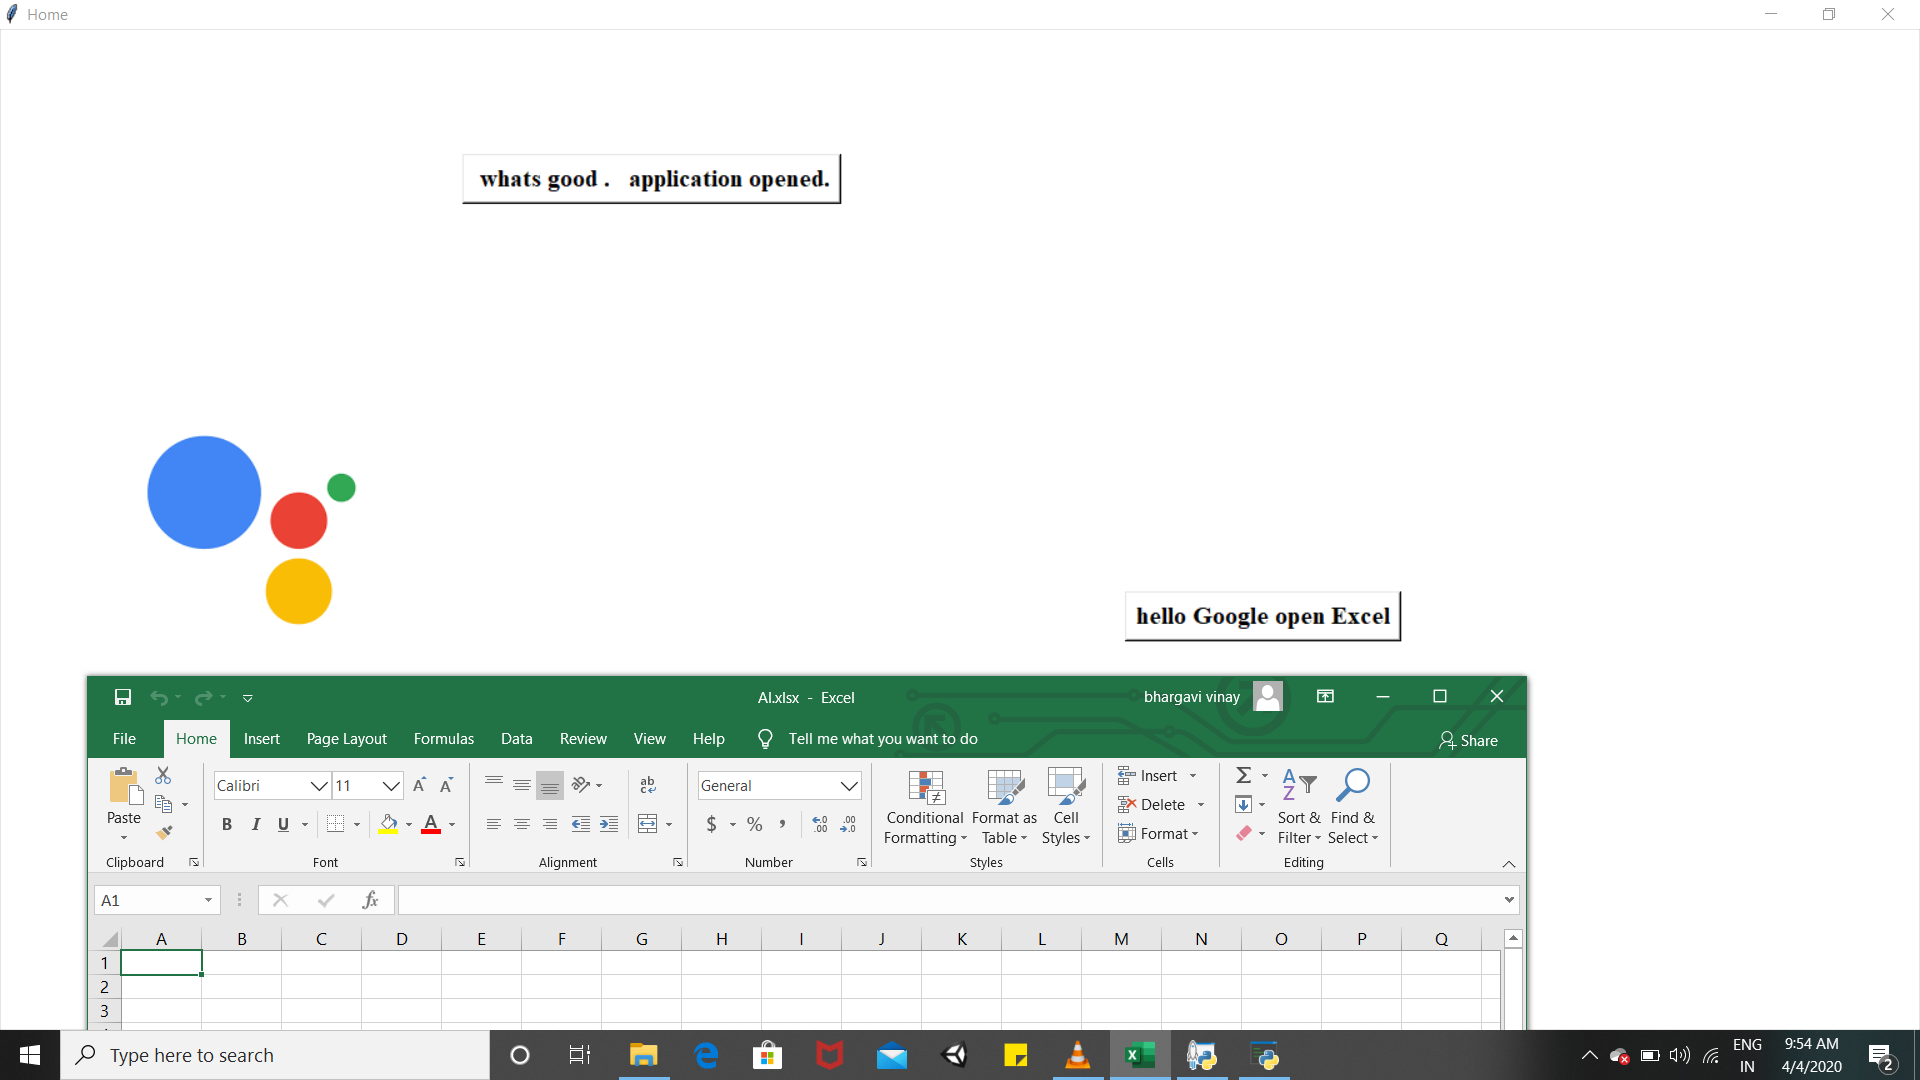 Home
whats good .   application opened.
hello Google open Excel
AI.xlsx  -  Excel
bhargavi vinay
File Home Insert Page Layout Formulas Data Review View Help Tell me what you want to do Share
Calibri 11
ab
General
Insert
Delete
Format
Paste
B I U A
$ % ,
Conditional Formatting
Format as Table
Cell Styles
Sort & Filter
Find & Select
Clipboard Font Alignment Number Styles Cells Editing
A1 fx
A B C D E F G H I J K L M N O P Q
1
2
3
Type here to search
ENG
IN
9:54 AM
4/4/2020
2